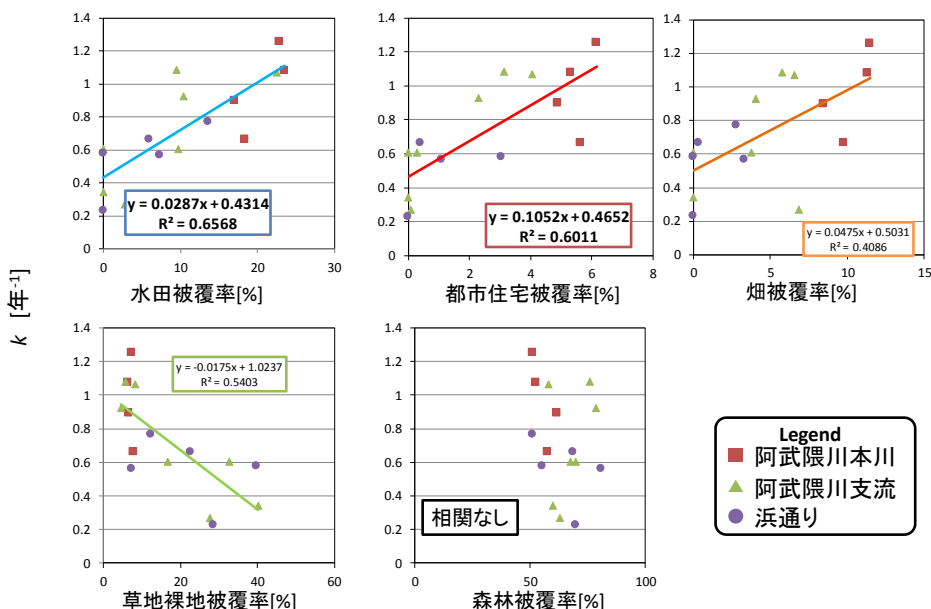 k [年-1]
1.4
1.2
1
0.8
0.6
0.4
0.2
0
y = 0.0287x + 0.4314
R² = 0.6568
0 10 20 30
水田被覆率[%]
1.4
1.2
1
0.8
0.6
0.4
0.2
0
y = 0.1052x + 0.4652
R² = 0.6011
0 2 4 6 8
都市住宅被覆率[%]
1.4
1.2
1
0.8
0.6
0.4
0.2
0
y = 0.0475x + 0.5031
R² = 0.4086
0 5 10 15
畑被覆率[%]
1.4
1.2
1
0.8
0.6
0.4
0.2
0
y = -0.0175x + 1.0237
R² = 0.5403
0 20 40 60
草地裸地被覆率[%]
1.4
1.2
1
0.8
0.6
0.4
0.2
0
相関なし
0 50 100
森林被覆率[%]
Legend
阿武隈川本川
阿武隈川支流
浜通り